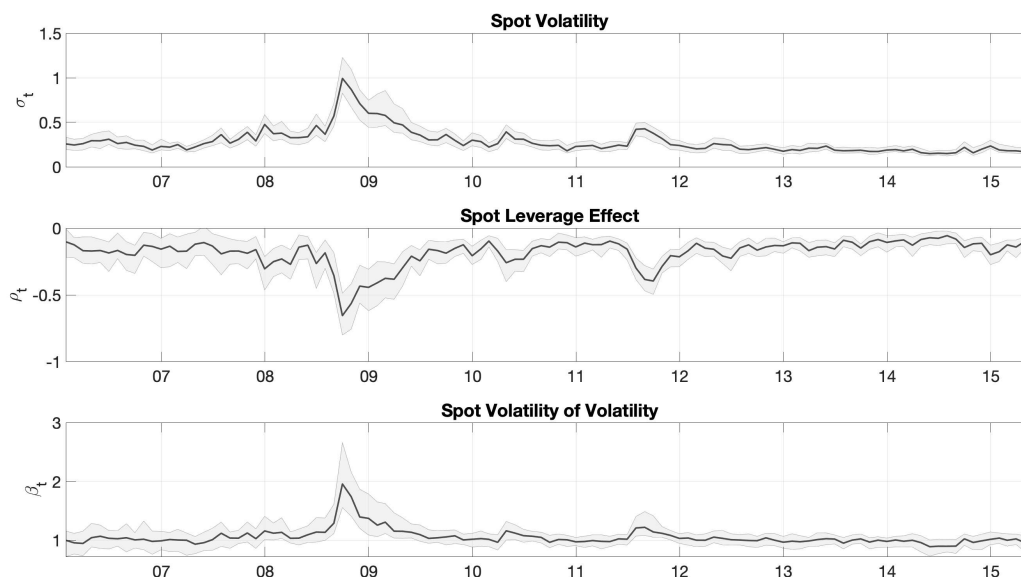 Spot Volatility
1.5
1
0.5
0
σt
07 08 09 10 11 12 13 14 15
Spot Leverage Effect
0
-0.5
-1
ρt
07 08 09 10 11 12 13 14 15
Spot Volatility of Volatility
3
2
1
βt
07 08 09 10 11 12 13 14 15